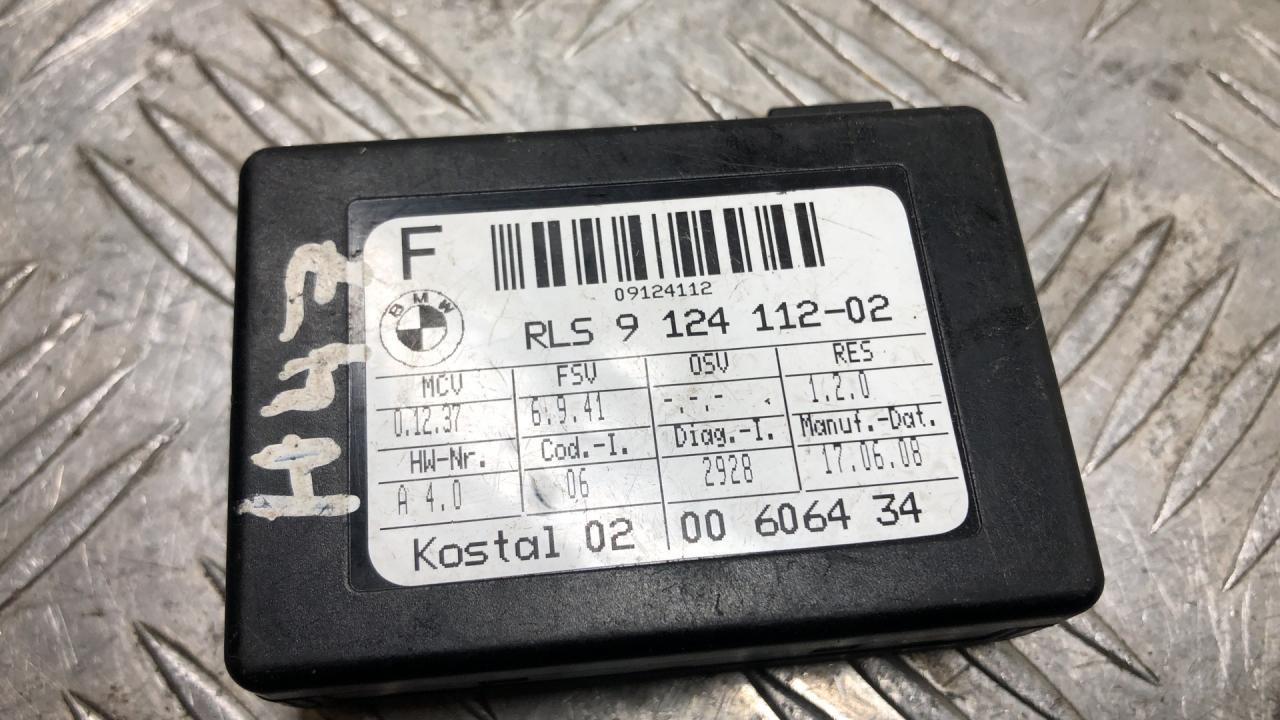 F
09124112
BMW
RLS 9 124 112-02
MCV FSV OSV RES
0.12.37 6.9.41 -.-.- 1.2.0
HW-Nr. Cod.-I. Diag.-I. Manuf.-Dat.
A 4.0 06 2928 17.06.08
Kostal 02 00 6064 34